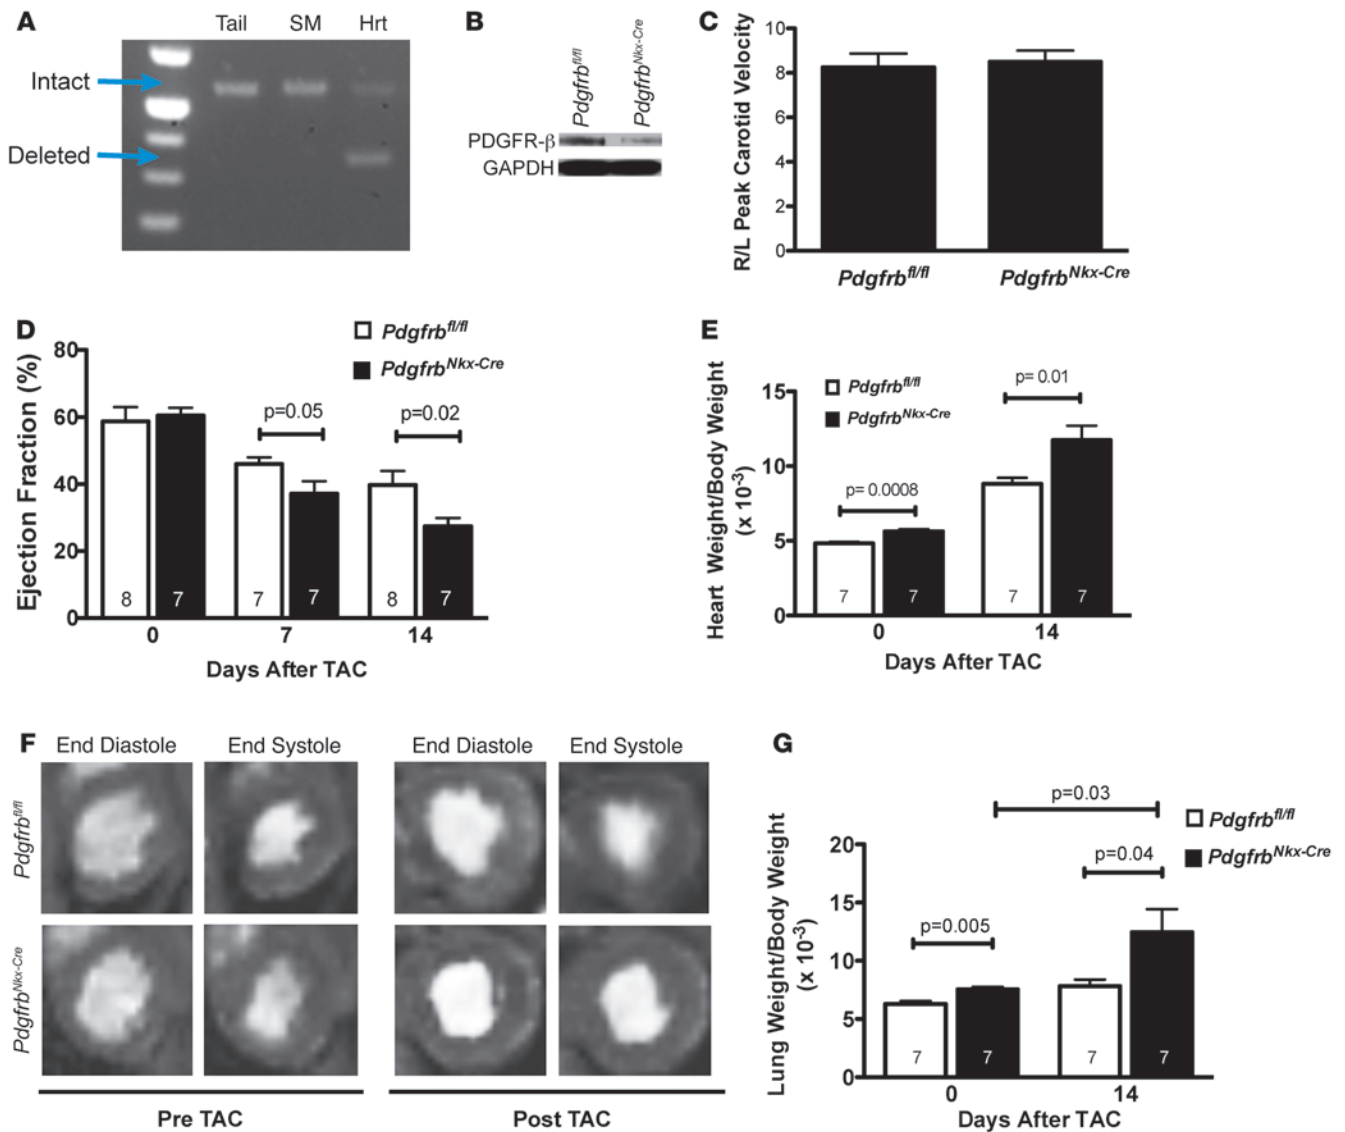 A
Tail SM Hrt
Intact
Deleted
B
Pdgfrb fl/fl
Pdgfrb Nkx-Cre
PDGFR-β
GAPDH
C
R/L Peak Carotid Velocity
10
8
6
4
2
0
Pdgfrb fl/fl Pdgfrb Nkx-Cre
D
Pdgfrb fl/fl
Pdgfrb Nkx-Cre
Ejection Fraction (%)
80
60
40
20
0
p=0.05 p=0.02
8 7 7 7 8 7
0 7 14
Days After TAC
E
Pdgfrb fl/fl
Pdgfrb Nkx-Cre
Heart Weight/Body Weight
(x 10-3)
15
10
5
0
p= 0.01
p= 0.0008
7 7 7 7
0 14
Days After TAC
F
End Diastole End Systole End Diastole End Systole
Pdgfrb fl/fl
Pdgfrb Nkx-Cre
Pre TAC Post TAC
G
p=0.03
Pdgfrb fl/fl
Pdgfrb Nkx-Cre
p=0.04
p=0.005
Lung Weight/Body Weight
(x 10-3)
20
15
10
5
0
7 7 7 7
0 14
Days After TAC